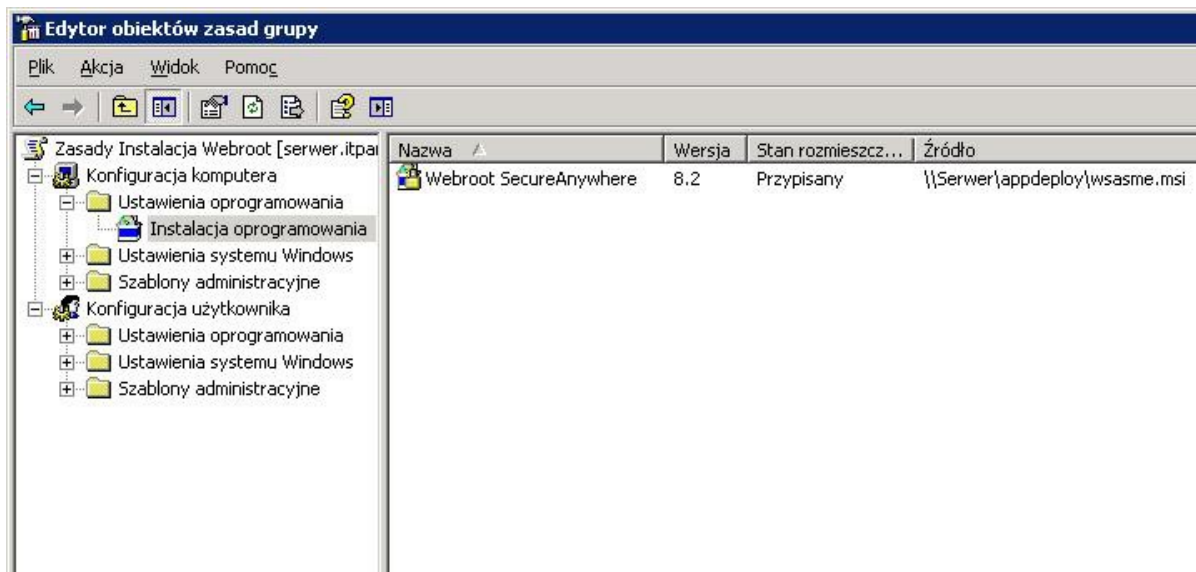 Edytor obiektów zasad grupy
Plik Akcja Widok Pomoc
Zasady Instalacja Webroot [serwer.itpar
Konfiguracja komputera
Ustawienia oprogramowania
Instalacja oprogramowania
Ustawienia systemu Windows
Szablony administracyjne
Konfiguracja użytkownika
Ustawienia oprogramowania
Ustawienia systemu Windows
Szablony administracyjne
Nazwa Wersja Stan rozmieszcz... Źródło
Webroot SecureAnywhere 8.2 Przypisany \\Serwer\appdeploy\wsasme.msi